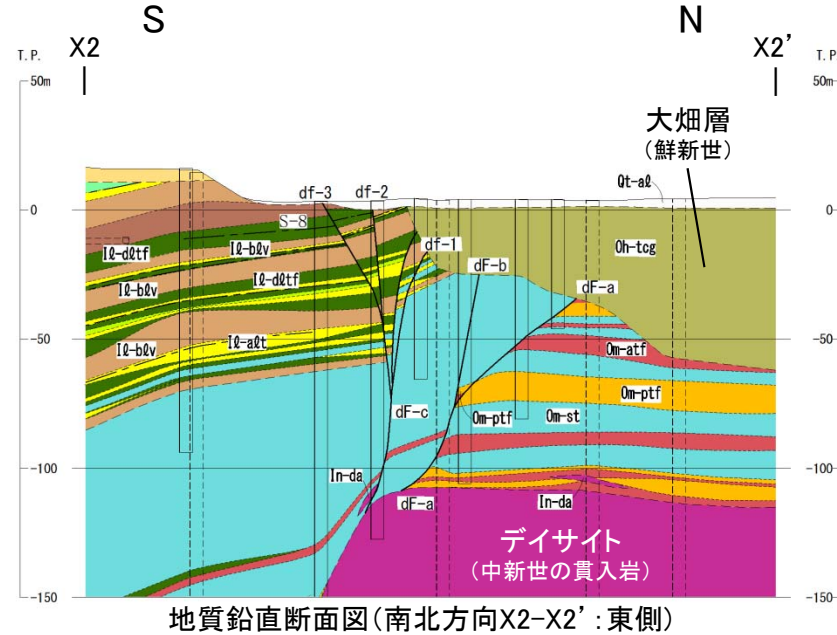 S
N
X2
X2’
T.P.
T.P.
50m
50m
大畑層
(鮮新世)
Qt-aℓ
df-3
df-2
0
0
S-8
df-1
Iℓ-dℓtf
Iℓ-bℓv
Iℓ-dℓtf
dF-b
dF-a
Oh-tcg
Iℓ-bℓv
-50
-50
Iℓ-bℓv
Iℓ-aℓt
Om-atf
dF-c
Om-ptf
Om-ptf
Om-st
-100
-100
In-da
dF-a
In-da
デイサイト
(中新世の貫入岩)
-150
-150
地質鉛直断面図(南北方向X2-X2’:東側)